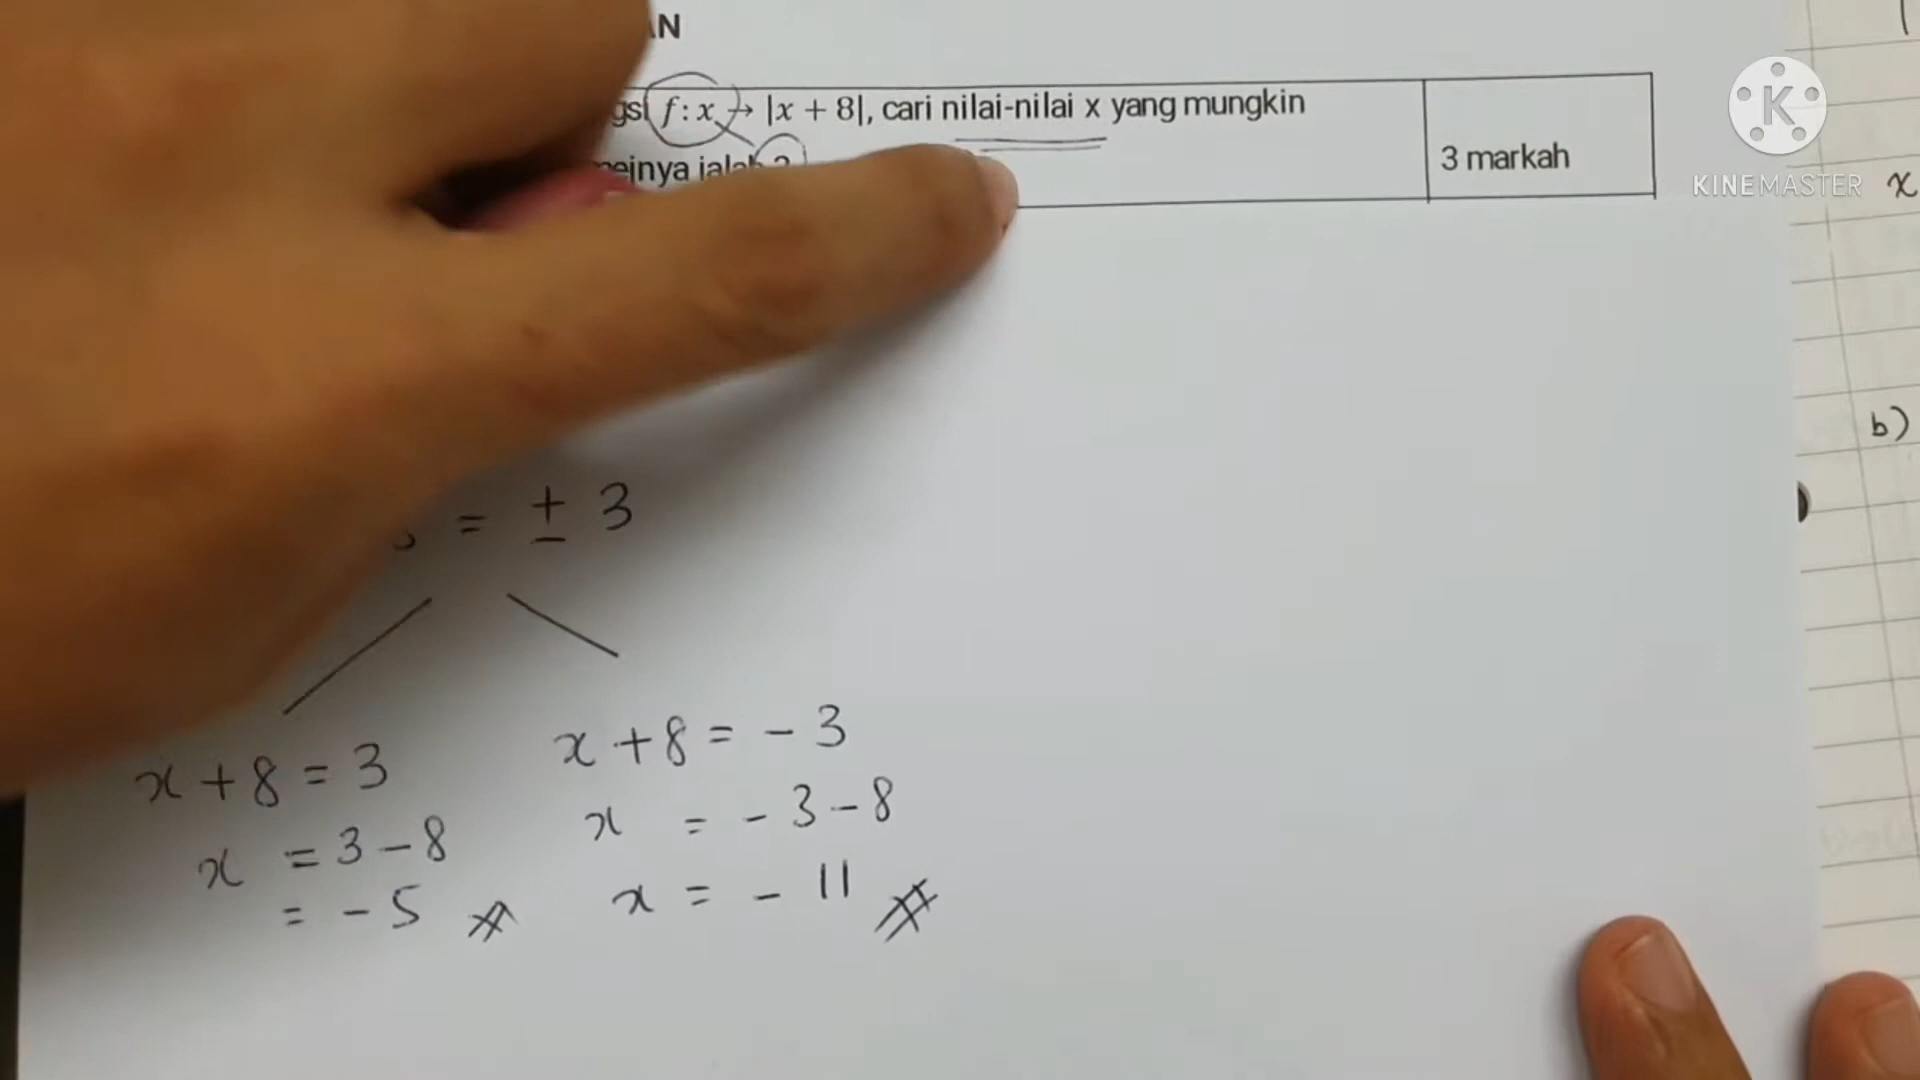 AN
f : x → |x + 8|, cari nilai-nilai x yang mungkin
3 markah
KINEMASTER
x
b)
= ± 3
x + 8 = 3
x = 3 - 8
= - 5
x + 8 = - 3
x = - 3 - 8
x = - 11